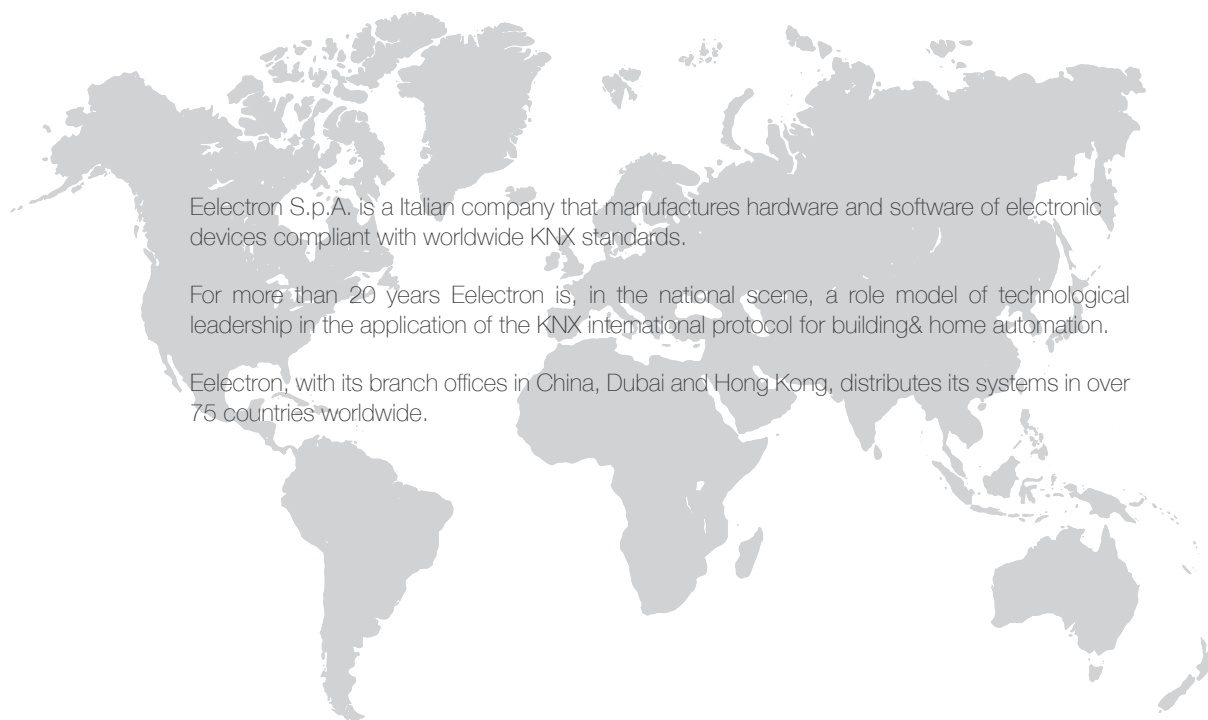 Eelectron S.p.A. is a Italian company that manufactures hardware and software of electronic
devices compliant with worldwide KNX standards.
For more than 20 years Eelectron is, in the national scene, a role model of technological
leadership in the application of the KNX international protocol for building& home automation.
Eelectron, with its branch offices in China, Dubai and Hong Kong, distributes its systems in over
75 countries worldwide.